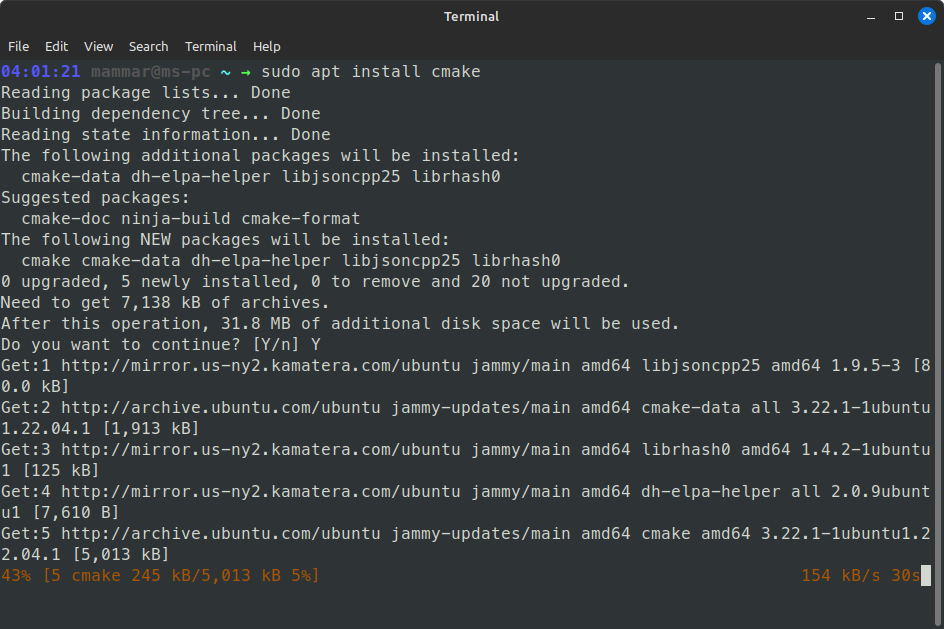 Terminal
File Edit View Search Terminal Help
04:01:21 mammar@ms-pc ~ → sudo apt install cmake
Reading package lists... Done
Building dependency tree... Done
Reading state information... Done
The following additional packages will be installed:
  cmake-data dh-elpa-helper libjsoncpp25 librhash0
Suggested packages:
  cmake-doc ninja-build cmake-format
The following NEW packages will be installed:
  cmake cmake-data dh-elpa-helper libjsoncpp25 librhash0
0 upgraded, 5 newly installed, 0 to remove and 20 not upgraded.
Need to get 7,138 kB of archives.
After this operation, 31.8 MB of additional disk space will be used.
Do you want to continue? [Y/n] Y
Get:1 http://mirror.us-ny2.kamatera.com/ubuntu jammy/main amd64 libjsoncpp25 amd64 1.9.5-3 [8
0.0 kB]
Get:2 http://archive.ubuntu.com/ubuntu jammy-updates/main amd64 cmake-data all 3.22.1-1ubuntu
1.22.04.1 [1,913 kB]
Get:3 http://mirror.us-ny2.kamatera.com/ubuntu jammy/main amd64 librhash0 amd64 1.4.2-1ubuntu
1 [125 kB]
Get:4 http://mirror.us-ny2.kamatera.com/ubuntu jammy/main amd64 dh-elpa-helper all 2.0.9ubunt
u1 [7,610 B]
Get:5 http://archive.ubuntu.com/ubuntu jammy-updates/main amd64 cmake amd64 3.22.1-1ubuntu1.2
2.04.1 [5,013 kB]
43% [5 cmake 245 kB/5,013 kB 5%] 154 kB/s 30s